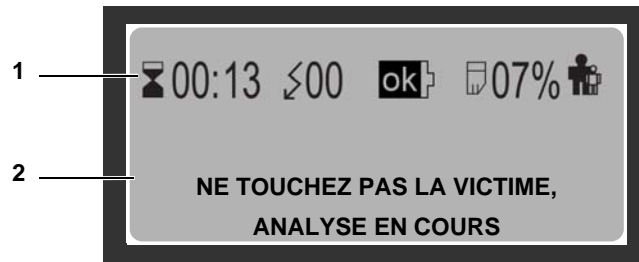 1
00:13 00 ok 07%
2
NE TOUCHEZ PAS LA VICTIME,
ANALYSE EN COURS